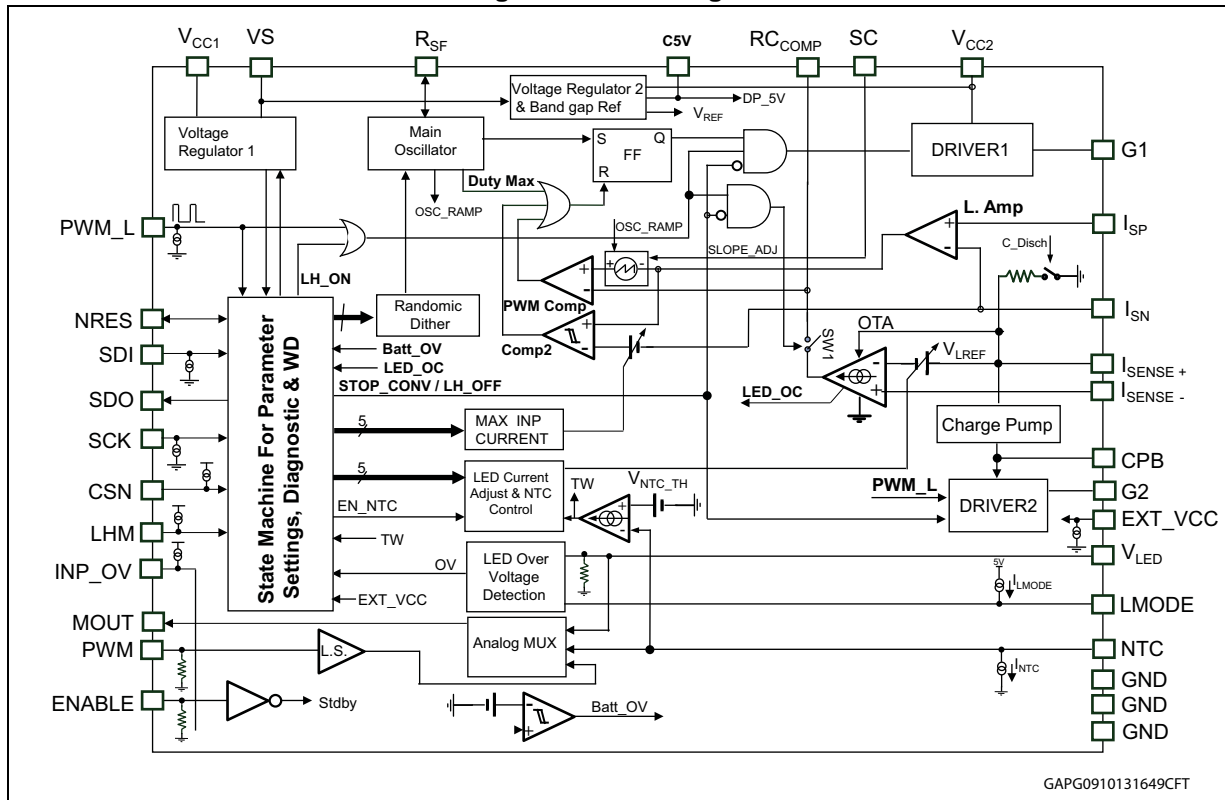 V_CC1
VS
R_SF
C5V
RC_COMP
SC
V_CC2
Voltage
Regulator 1
Main
Oscillator
Voltage Regulator 2
& Band gap Ref
DP_5V
V_REF
S
Q
FF
R
DRIVER1
G1
Duty Max
OSC_RAMP
PWM_L
LH_ON
OSC_RAMP
SLOPE_ADJ
+
-
L. Amp
+
-
I_SP
C_Disch
I_SN
PWM Comp
+
-
Randomic
Dither
Comp2
+
-
SW1
OTA
V_LREF
-
+
I_SENSE +
I_SENSE -
NRES
SDI
SDO
SCK
CSN
LHM
INP_OV
MOUT
PWM
ENABLE
State Machine For Parameter
Settings, Diagnostic & WD
Batt_OV
LED_OC
STOP_CONV / LH_OFF
LED_OC
5
MAX INP
CURRENT
5
LED Current
Adjust & NTC
Control
EN_NTC
TW
V_NTC_TH
+
-
TW
OV
LED Over
Voltage
Detection
EXT_VCC
Analog MUX
Charge Pump
CPB
PWM_L
DRIVER2
G2
EXT_VCC
V_LED
5V
I_LMODE
LMODE
NTC
I_NTC
GND
GND
GND
L.S.
Stdby
-
+
Batt_OV
GAPG0910131649CFT